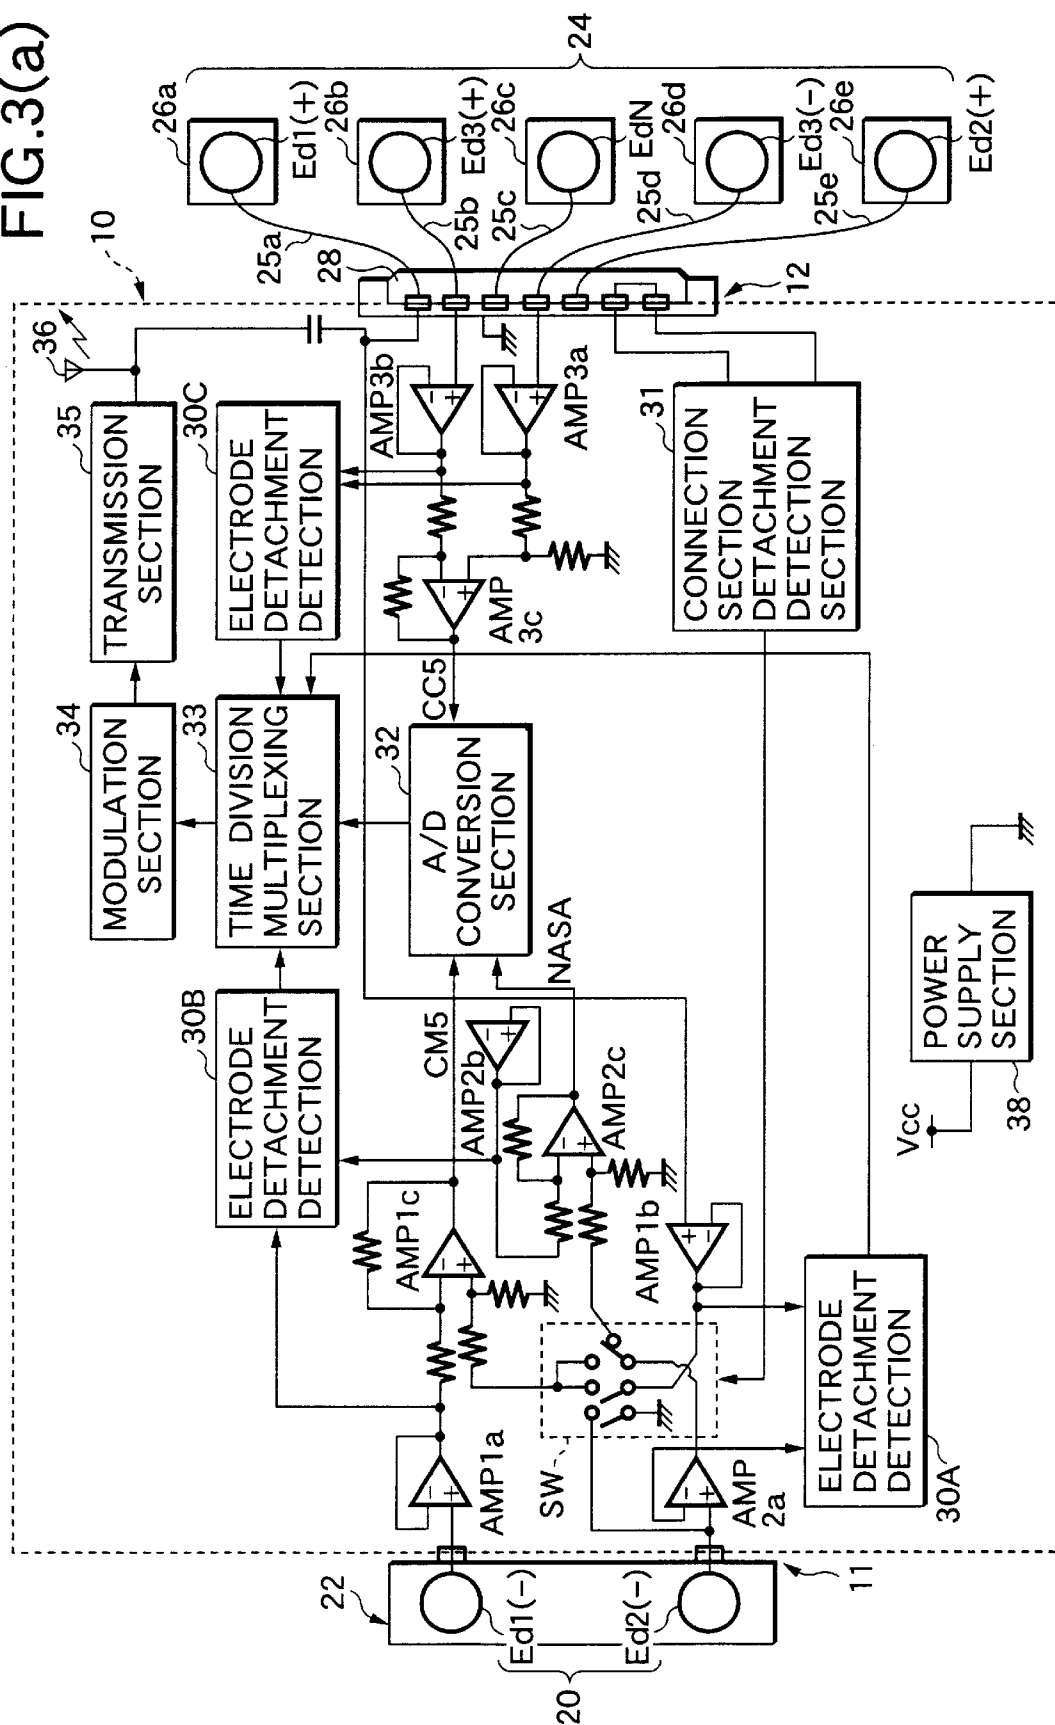 FIG.3(a)
10
36
35
TRANSMISSION
SECTION
34
MODULATION
SECTION
30C
ELECTRODE
DETACHMENT
DETECTION
33
TIME DIVISION
MULTIPLEXING
SECTION
30B
ELECTRODE
DETACHMENT
DETECTION
32
A/D
CONVERSION
SECTION
CC5
CM5
NASA
AMP3b
AMP3a
AMP
3c
AMP1c
AMP2b
AMP2c
AMP1b
AMP1a
AMP
2a
SW
31
CONNECTION
SECTION
DETACHMENT
DETECTION
SECTION
30A
ELECTRODE
DETACHMENT
DETECTION
Vcc
POWER
SUPPLY
SECTION
38
22
Ed1(−)
Ed2(−)
20
11
12
28
25a
25b
25c
25d
25e
26a
Ed1(+)
26b
Ed3(+)
26c
EdN
26d
Ed3(−)
26e
Ed2(+)
24